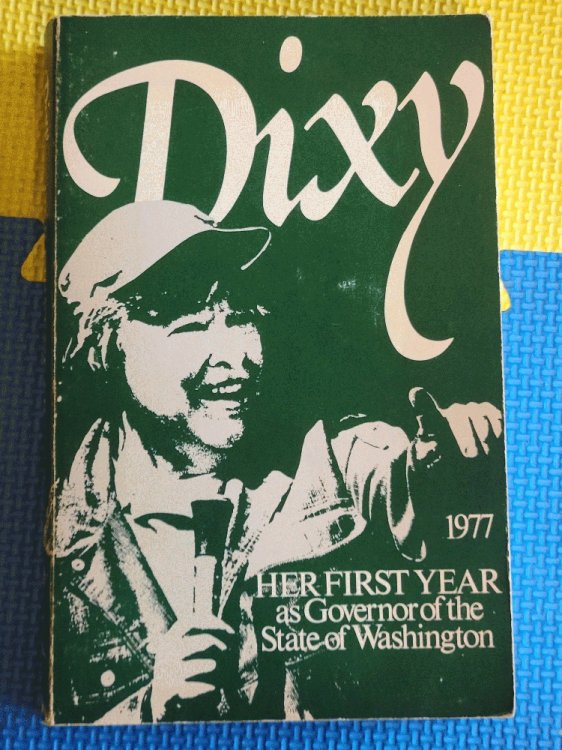 Dixy
1977
HER FIRST YEAR
as Governor of the
State of Washington